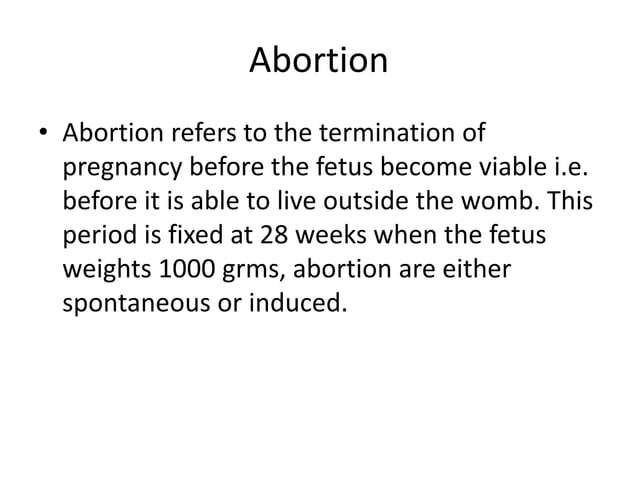 Abortion
• Abortion refers to the termination of
pregnancy before the fetus become viable i.e.
before it is able to live outside the womb. This
period is fixed at 28 weeks when the fetus
weights 1000 grms, abortion are either
spontaneous or induced.